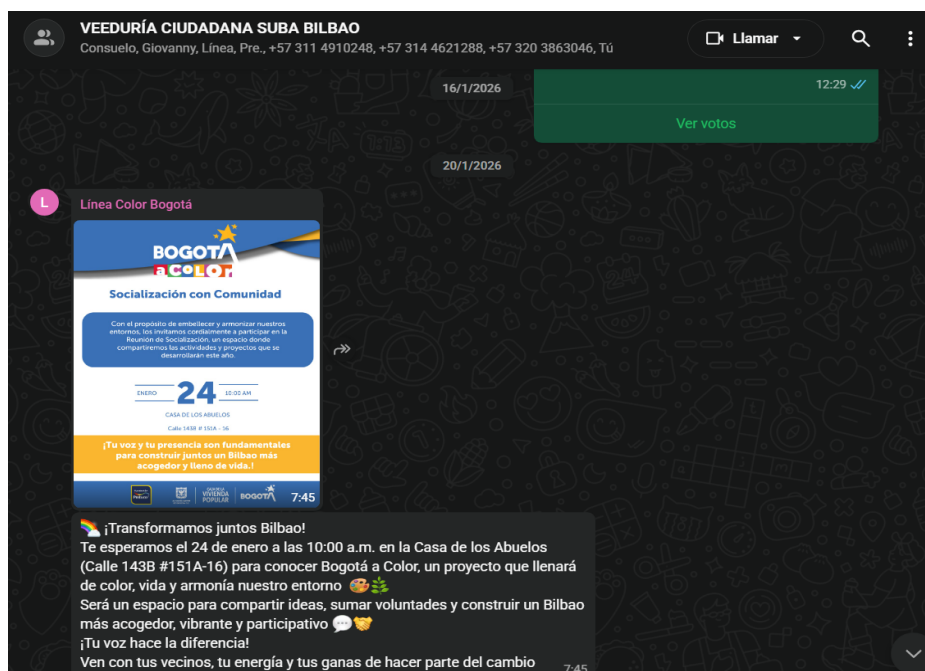 VEEDURÍA CIUDADANA SUBA BILBAO
Consuelo, Giovanny, Línea, Pre., +57 311 4910248, +57 314 4621288, +57 320 3863046, Tú
Llamar
16/1/2026
12:29
Ver votos
20/1/2026
L
Línea Color Bogotá
BOGOTÁ
a COLOR
Socialización con Comunidad
Con el propósito de embellecer y armonizar nuestros
entornos, los invitamos cordialmente a participar en la
Reunión de Socialización, un espacio donde
compartiremos las actividades y proyectos que se
desarrollarán este año.
ENERO 24 10:00 AM
CASA DE LOS ABUELOS
Calle 143B # 151A - 16
¡Tu voz y tu presencia son fundamentales
para construir juntos un Bilbao más
acogedor y lleno de vida.!
VIVIENDA
POPULAR
BOGOTÁ
7:45
¡Transformamos juntos Bilbao!
Te esperamos el 24 de enero a las 10:00 a.m. en la Casa de los Abuelos
(Calle 143B #151A-16) para conocer Bogotá a Color, un proyecto que llenará
de color, vida y armonía nuestro entorno 🎨🌿
Será un espacio para compartir ideas, sumar voluntades y construir un Bilbao
más acogedor, vibrante y participativo 💬🤝
¡Tu voz hace la diferencia!
Ven con tus vecinos, tu energía y tus ganas de hacer parte del cambio
7:45